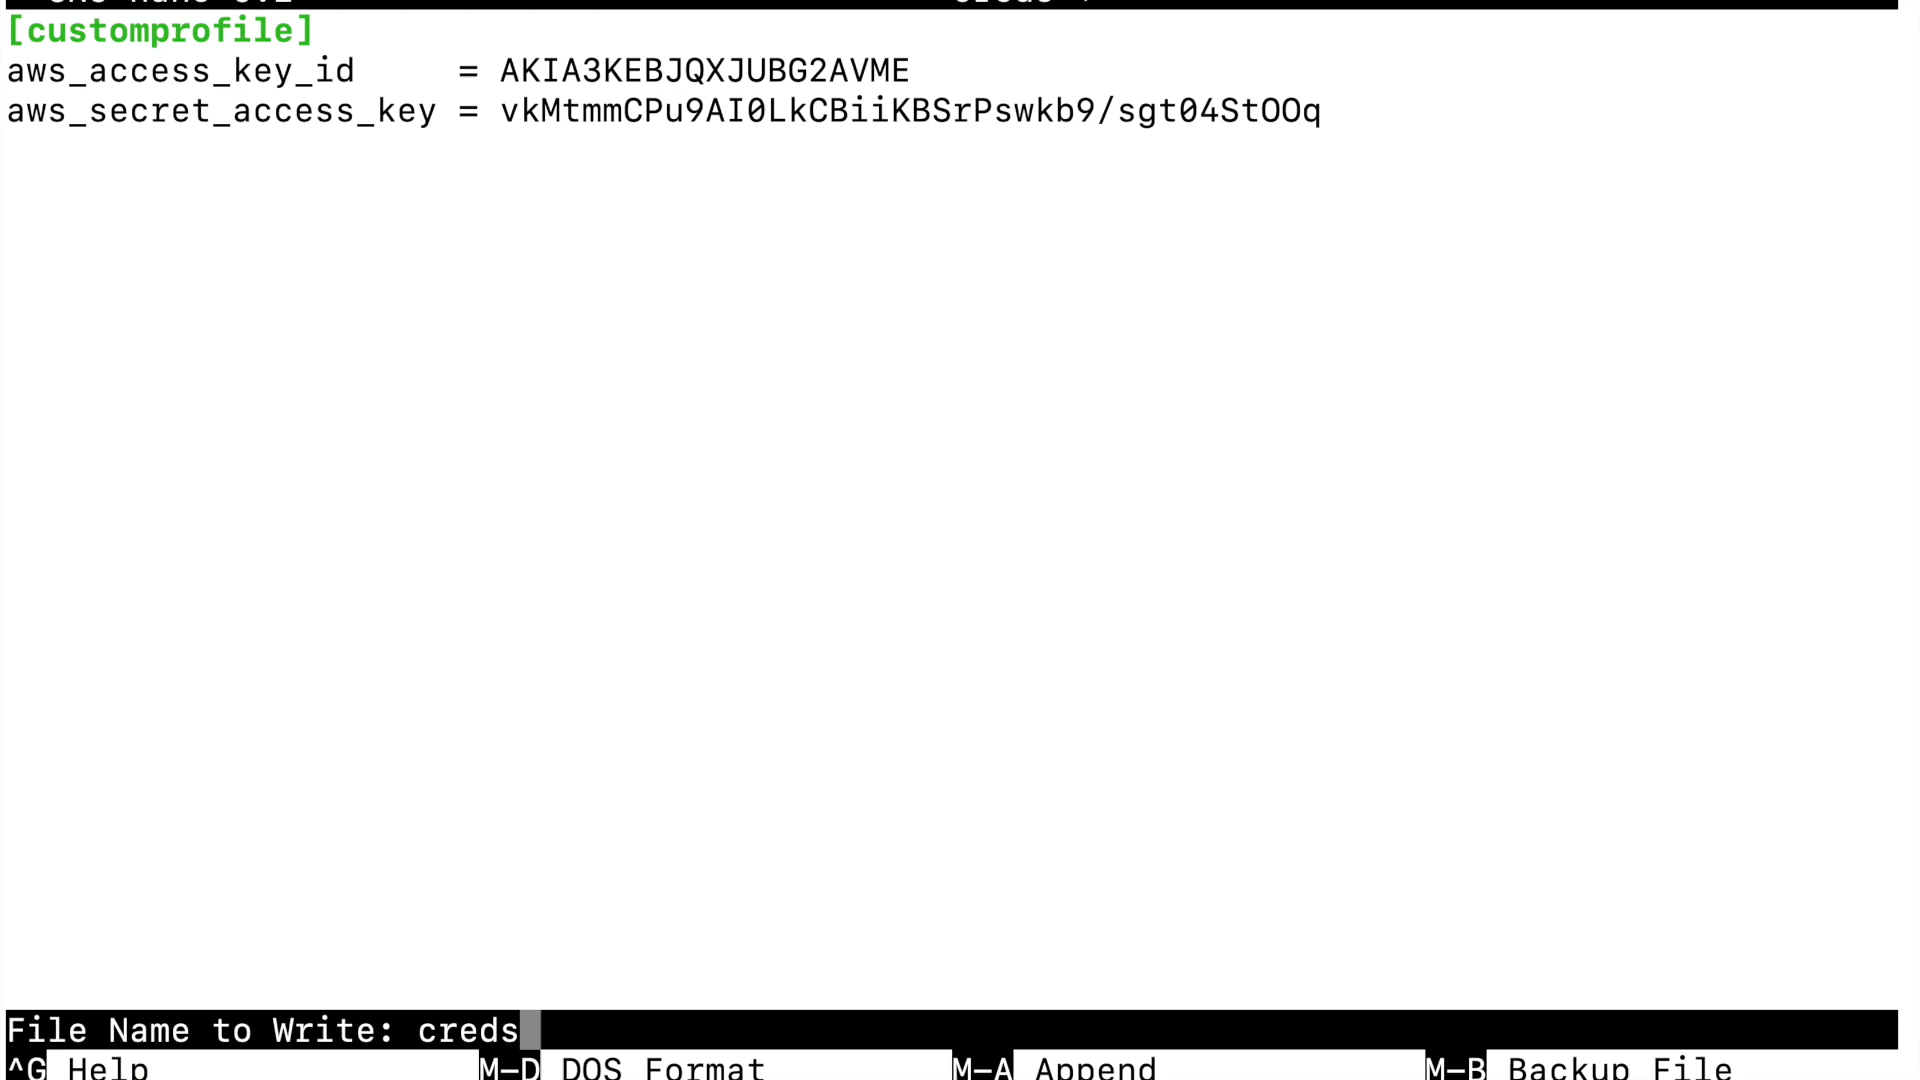 [customprofile]
aws_access_key_id     = AKIA3KEBJQXJUBG2AVME
aws_secret_access_key = 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
File Name to Write: creds
^G Help M-D DOS Format M-A Append M-B Backup File